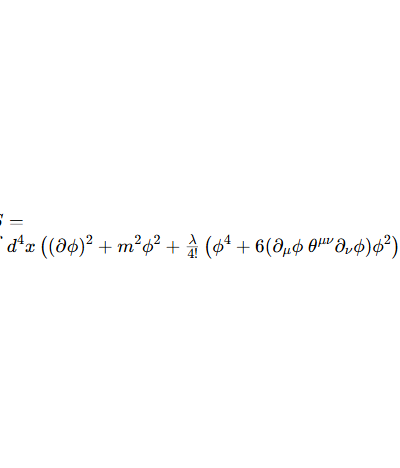 S =
∫ d⁴x ((∂ϕ)² + m²ϕ² + λ/4! (ϕ⁴ + 6(∂_μϕ θ^{μν}∂_νϕ)ϕ²)